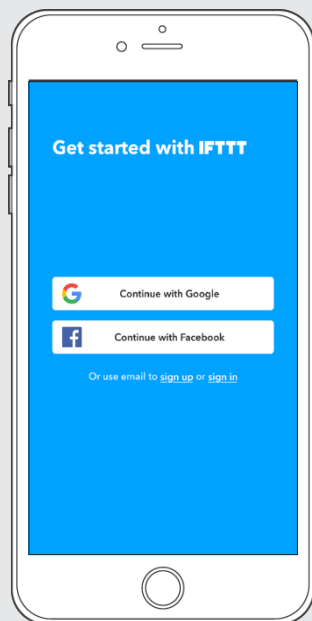 Get started with IFTTT
Continue with Google
Continue with Facebook
Or use email to sign up or sign in